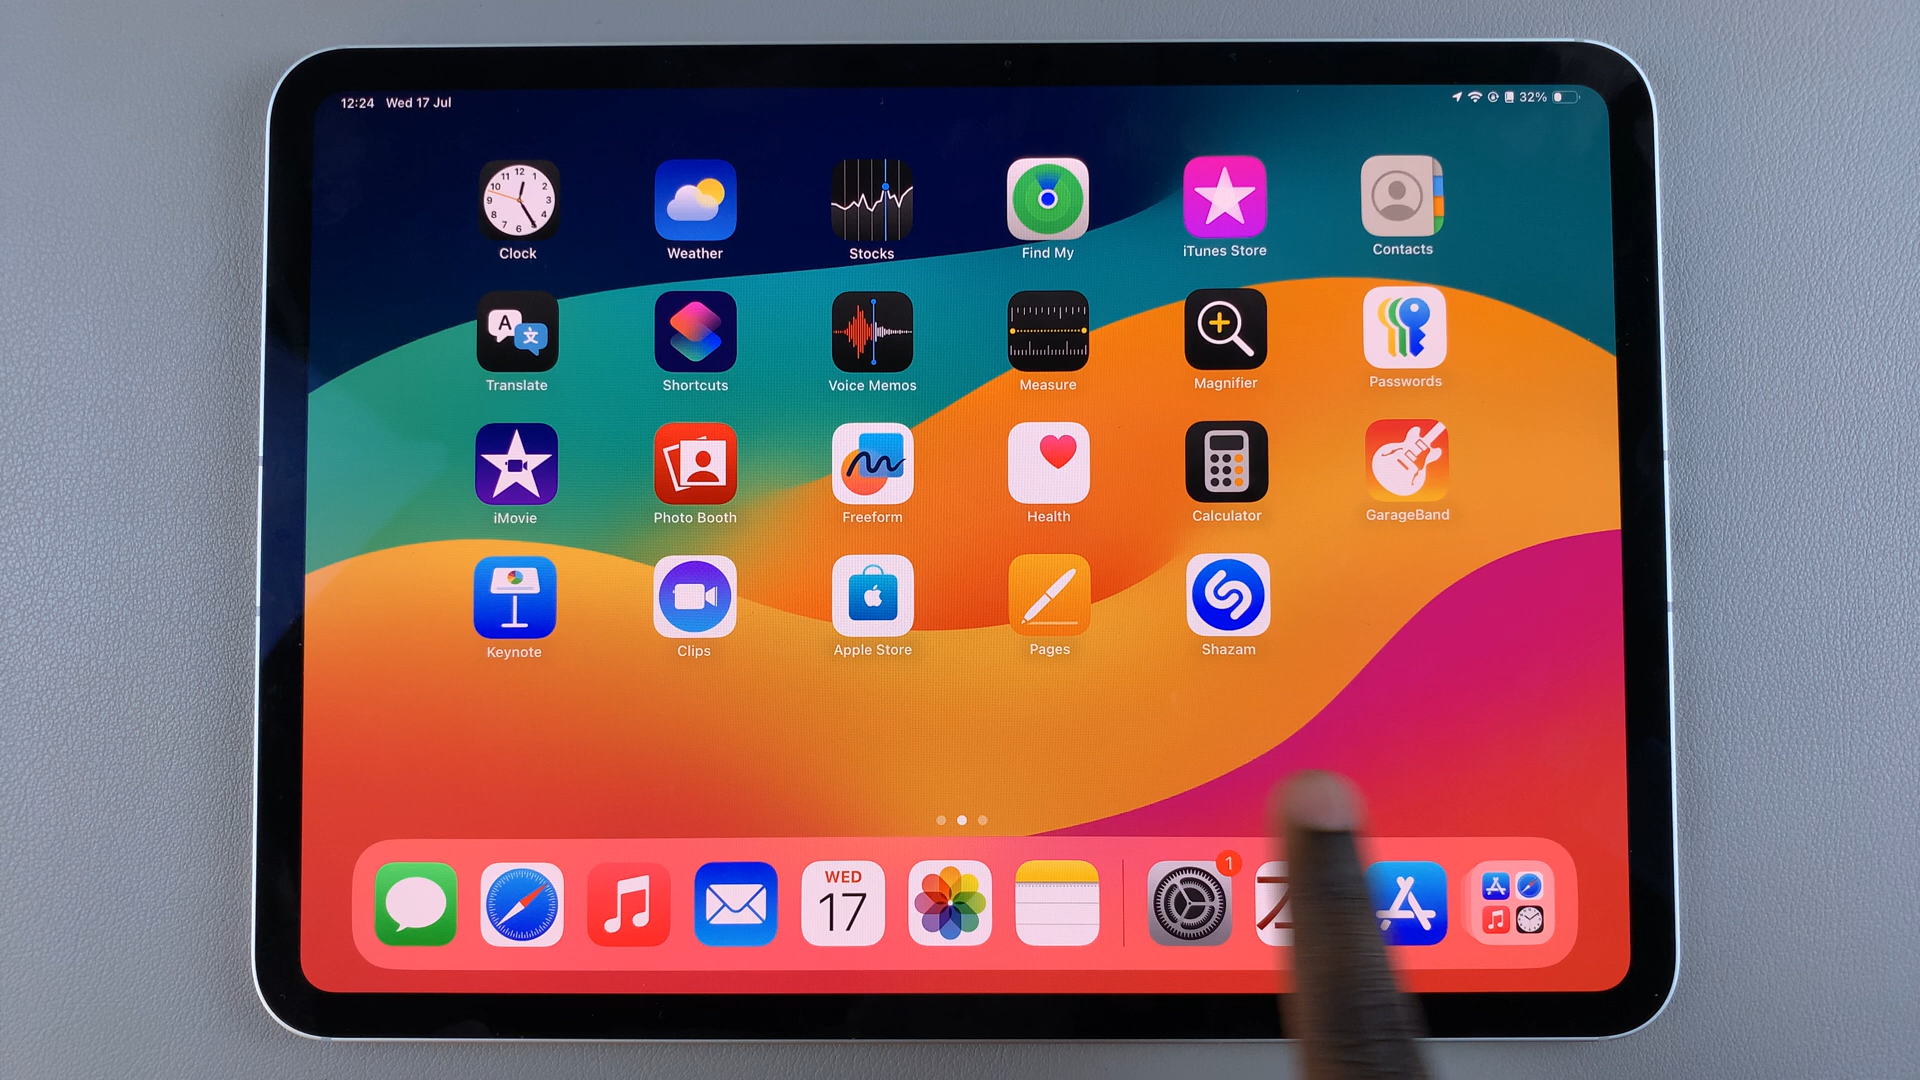 12:24 Wed 17 Jul
32%
Clock Weather Stocks Find My iTunes Store Contacts
Translate Shortcuts Voice Memos Measure Magnifier Passwords
iMovie Photo Booth Freeform Health Calculator GarageBand
Keynote Clips Apple Store Pages Shazam
1
WED
17